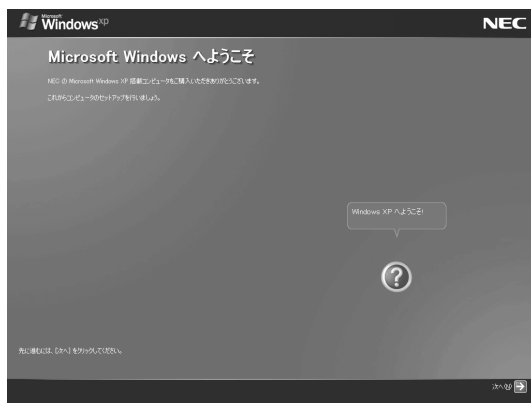 Microsoft
Windows xp
NEC
Microsoft Windows へようこそ
NEC の Microsoft Windows XP 搭載コンピュータをご購入いただきありがとうございます。
これからコンピュータのセットアップを行いましょう。
Windows XP へようこそ!
先に進むには、[次へ] をクリックしてください。
次へ(N)